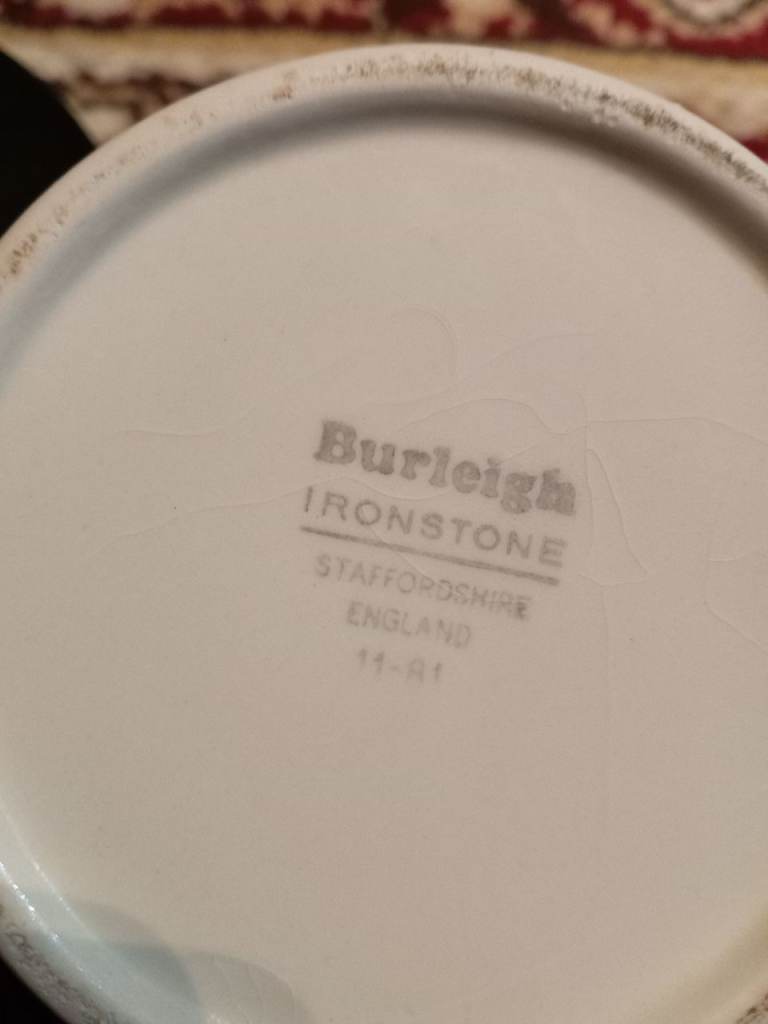 Burleigh
IRONSTONE
STAFFORDSHIRE
ENGLAND
11-81